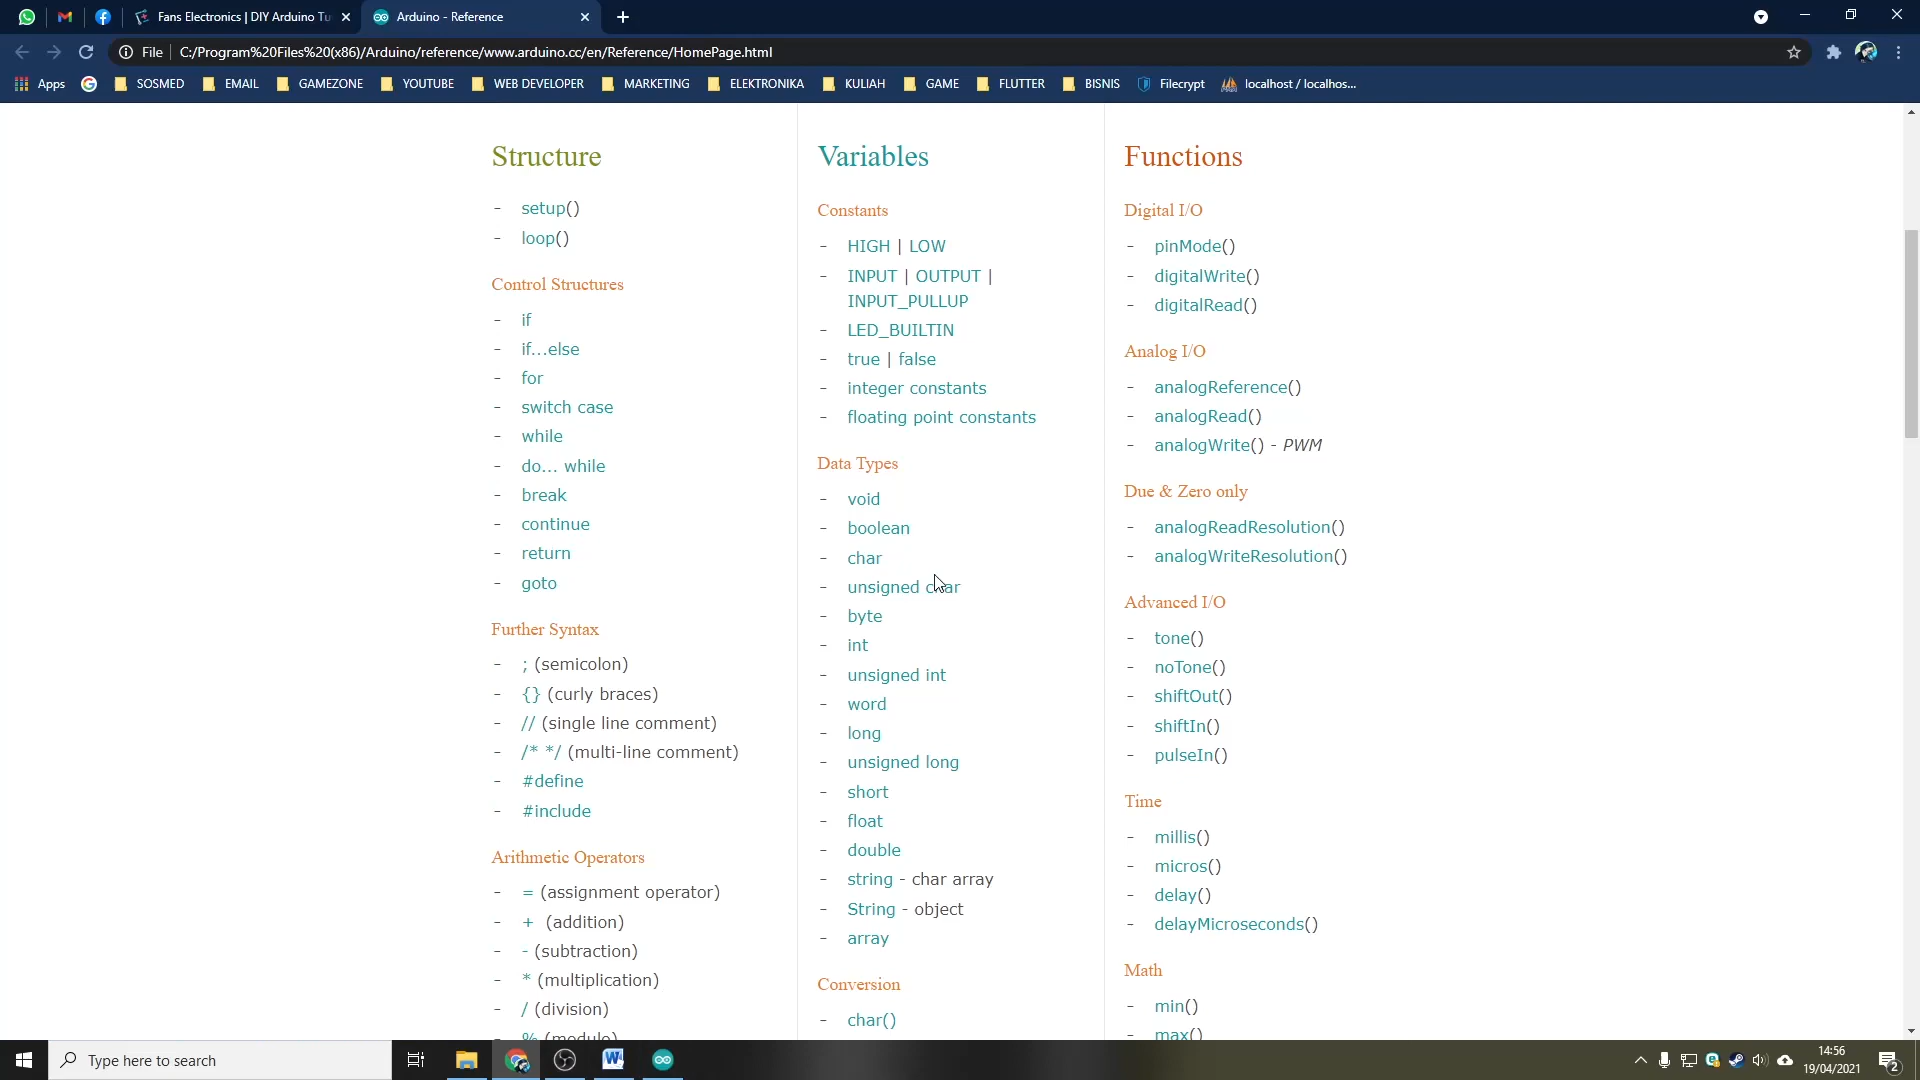 Fans Electronics | DIY Arduino Tu
Arduino - Reference
File
C:/Program%20Files%20(x86)/Arduino/reference/www.arduino.cc/en/Reference/HomePage.html
Apps
SOSMED
EMAIL
GAMEZONE
YOUTUBE
WEB DEVELOPER
MARKETING
ELEKTRONIKA
KULIAH
GAME
FLUTTER
BISNIS
Filecrypt
localhost / localhos...
Structure
- setup()
- loop()
Control Structures
- if
- if...else
- for
- switch case
- while
- do... while
- break
- continue
- return
- goto
Further Syntax
- ; (semicolon)
- {} (curly braces)
- // (single line comment)
- /* */ (multi-line comment)
- #define
- #include
Arithmetic Operators
- = (assignment operator)
- + (addition)
- - (subtraction)
- * (multiplication)
- / (division)
- % (modulo)
Variables
Constants
- HIGH | LOW
- INPUT | OUTPUT |
INPUT_PULLUP
- LED_BUILTIN
- true | false
- integer constants
- floating point constants
Data Types
- void
- boolean
- char
- unsigned char
- byte
- int
- unsigned int
- word
- long
- unsigned long
- short
- float
- double
- string - char array
- String - object
- array
Conversion
- char()
Functions
Digital I/O
- pinMode()
- digitalWrite()
- digitalRead()
Analog I/O
- analogReference()
- analogRead()
- analogWrite() - PWM
Due & Zero only
- analogReadResolution()
- analogWriteResolution()
Advanced I/O
- tone()
- noTone()
- shiftOut()
- shiftIn()
- pulseIn()
Time
- millis()
- micros()
- delay()
- delayMicroseconds()
Math
- min()
- max()
Type here to search
14:56
19/04/2021
2